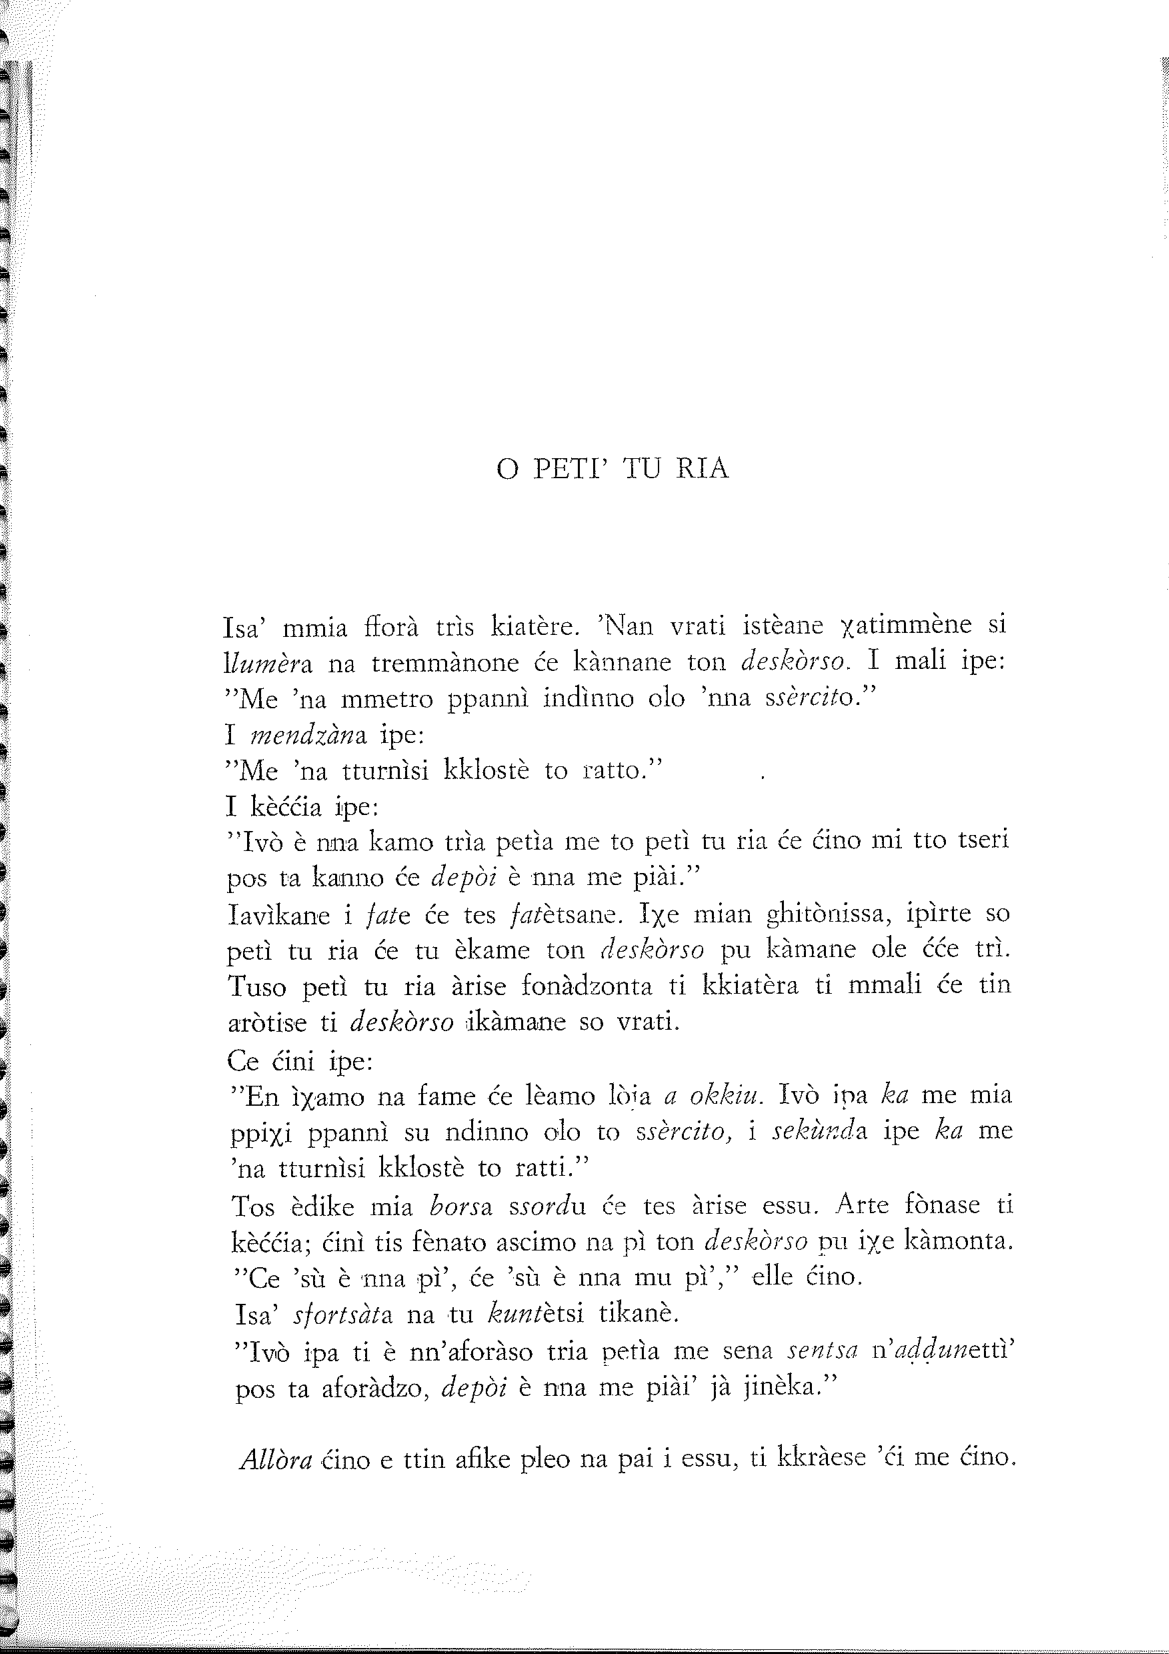 O PETI’ TU RIA
Isa’ mmia fforà trìs kiatère. ’Nan vrati istèane χatimmène si
llumèra na tremmànone će kànnane ton deskòrso. I mali ipe:
”Me ’na mmetro ppannì indìnno olo ’nna ssèrcito.”
I mendzàna ipe:
”Me ’na tturnìsi kklostè to ratto.”
I kèććia ipe:
”Ivò è nna kamo trìa petìa me to petì tu ria će ćino mi tto tseri
pos ta kanno će depòi è nna me piài.”
Iavìkane i fate će tes fatètsane. Iχe mian ghitònissa, ipìrte so
petì tu ria će tu èkame ton deskòrso pu kàmane ole ćće trì.
Tuso petì tu ria àrise fonàdzonta ti kkiatèra ti mmali će tin
aròtise ti deskòrso ikàmane so vrati.
Ce ćini ipe:
”En ìχamo na fame će lèamo lòia a okkiu. Ivò ipa ka me mia
ppiχi ppannì su ndinno olo to ssèrcito, i sekùnda ipe ka me
’na tturnìsi kklostè to ratti.”
Tos èdike mia borsa ssordu će tes àrise essu. Arte fònase ti
kèććia; ćinì tis fènato ascimo na pì ton deskòrso pu iχe kàmonta.
”Ce ’sù è nna pì’, će ’sù è nna mu pì’,” elle ćino.
Isa’ sfortsàta na tu kuntètsi tikanè.
”Ivò ipa ti è nn’aforàso tria petìa me sena sentsa n’aḍḍunettì’
pos ta aforàdzo, depòi è nna me piài’ jà jinèka.”
Allòra ćino e ttin afike pleo na pai i essu, ti kkràese ’ći me ćino.